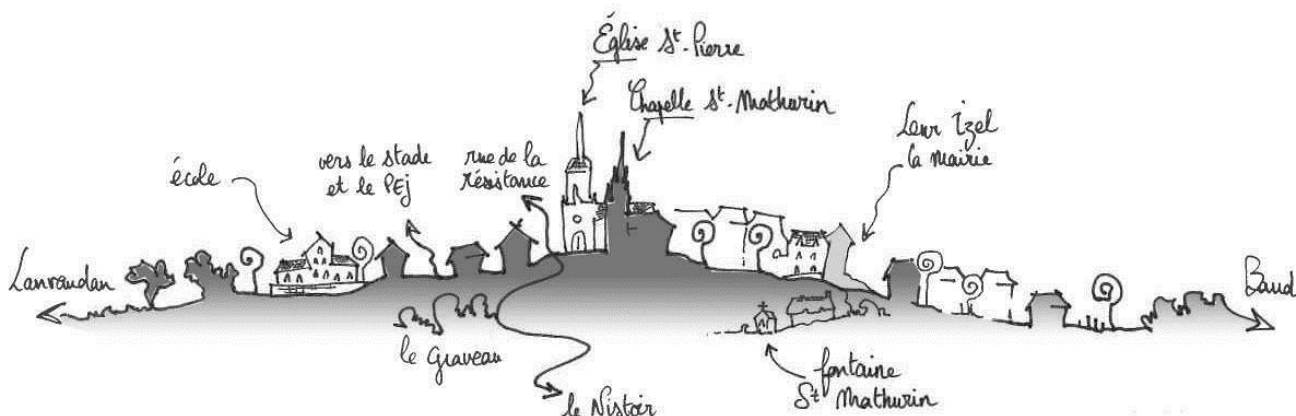 Église St-Pierre
Chapelle St-Mathurin
Leur Izel
la mairie
école
vers le stade
et le PEJ
rue de la
résistance
Lanvaudan
Baud
le Graveau
le Nistoir
fontaine
St Mathurin